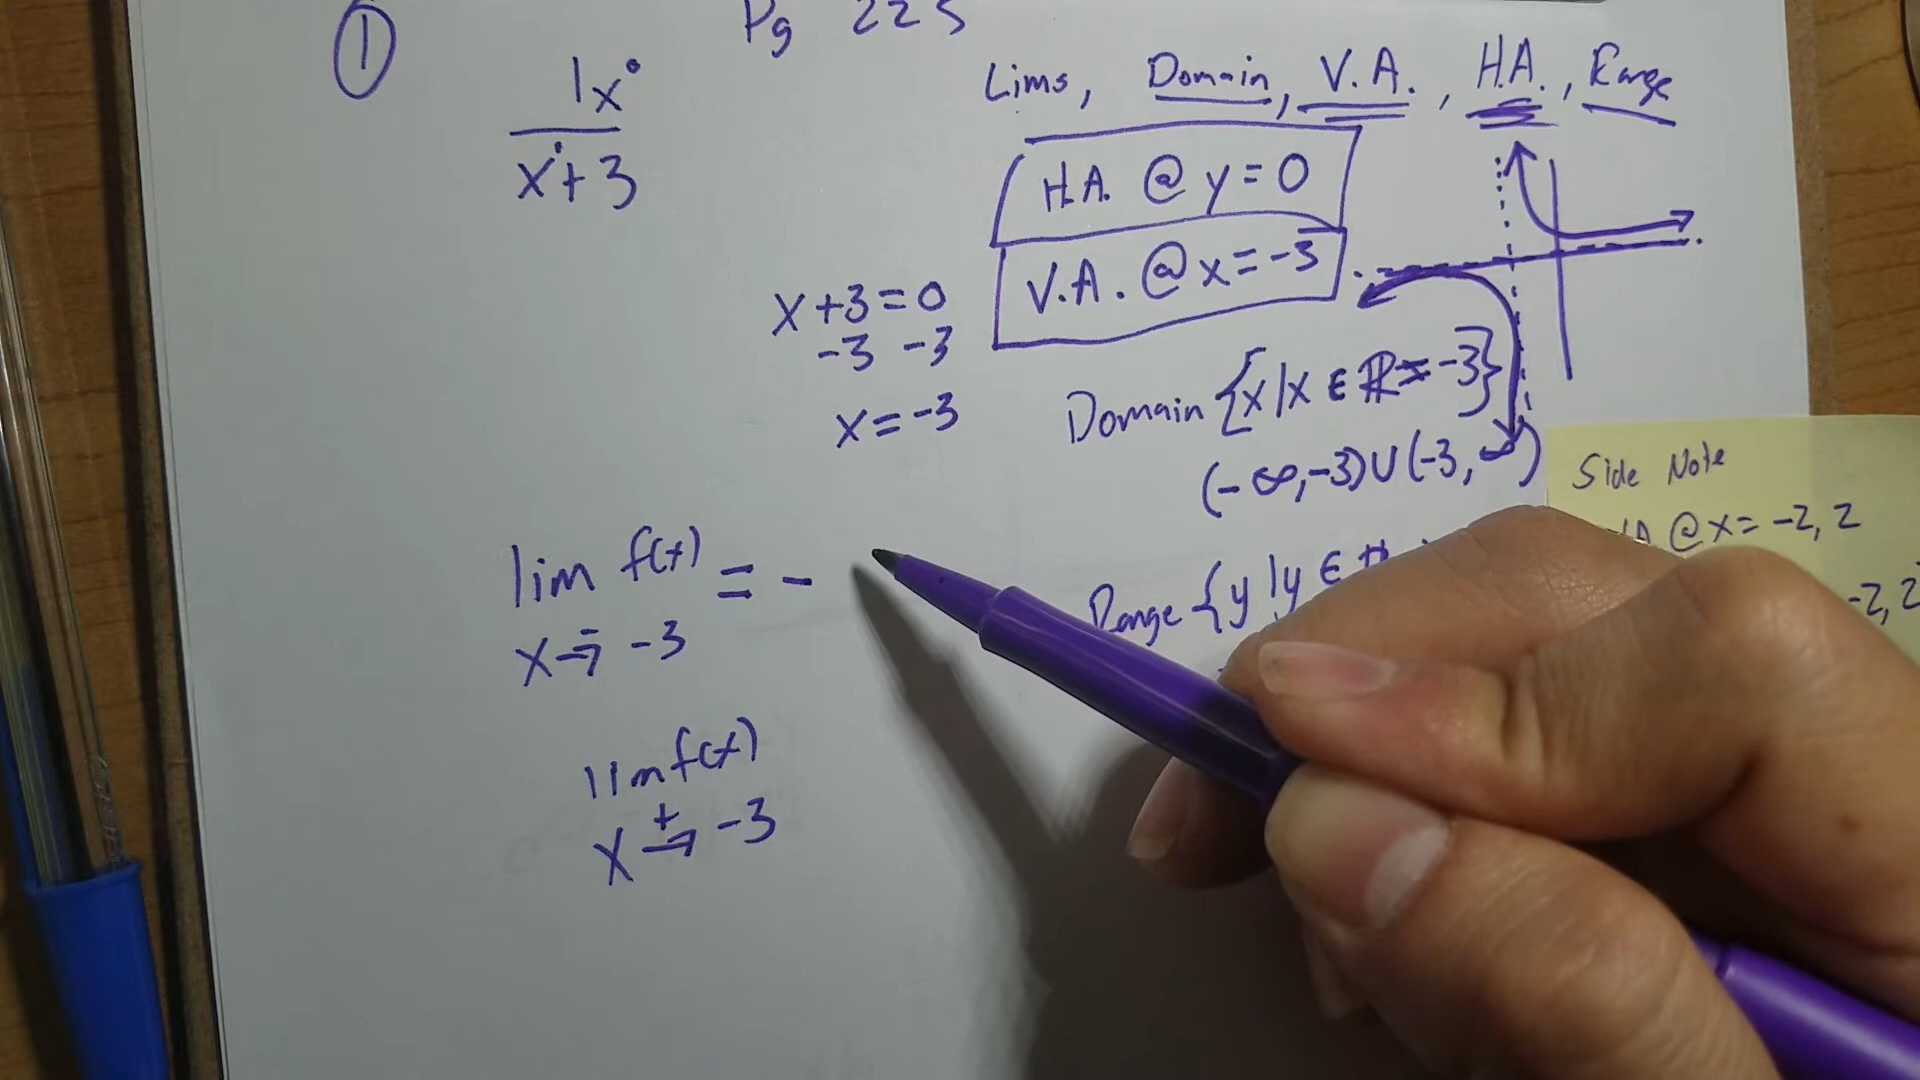 ① Pg 225
1x°
x¹+3
Lims, Domain, V.A., H.A., Range
H.A. @ y=0
V.A. @ x=-3
x+3=0
-3 -3
x=-3
Domain {x|x ∈ ℝ ≠ -3}
(-∞,-3)∪(-3, ∞)
lim f(x) = -
x→⁻ -3
Range {y|y ∈
lim f(x)
x→⁺ -3
Side Note
@ x= -2, 2
-2, 2